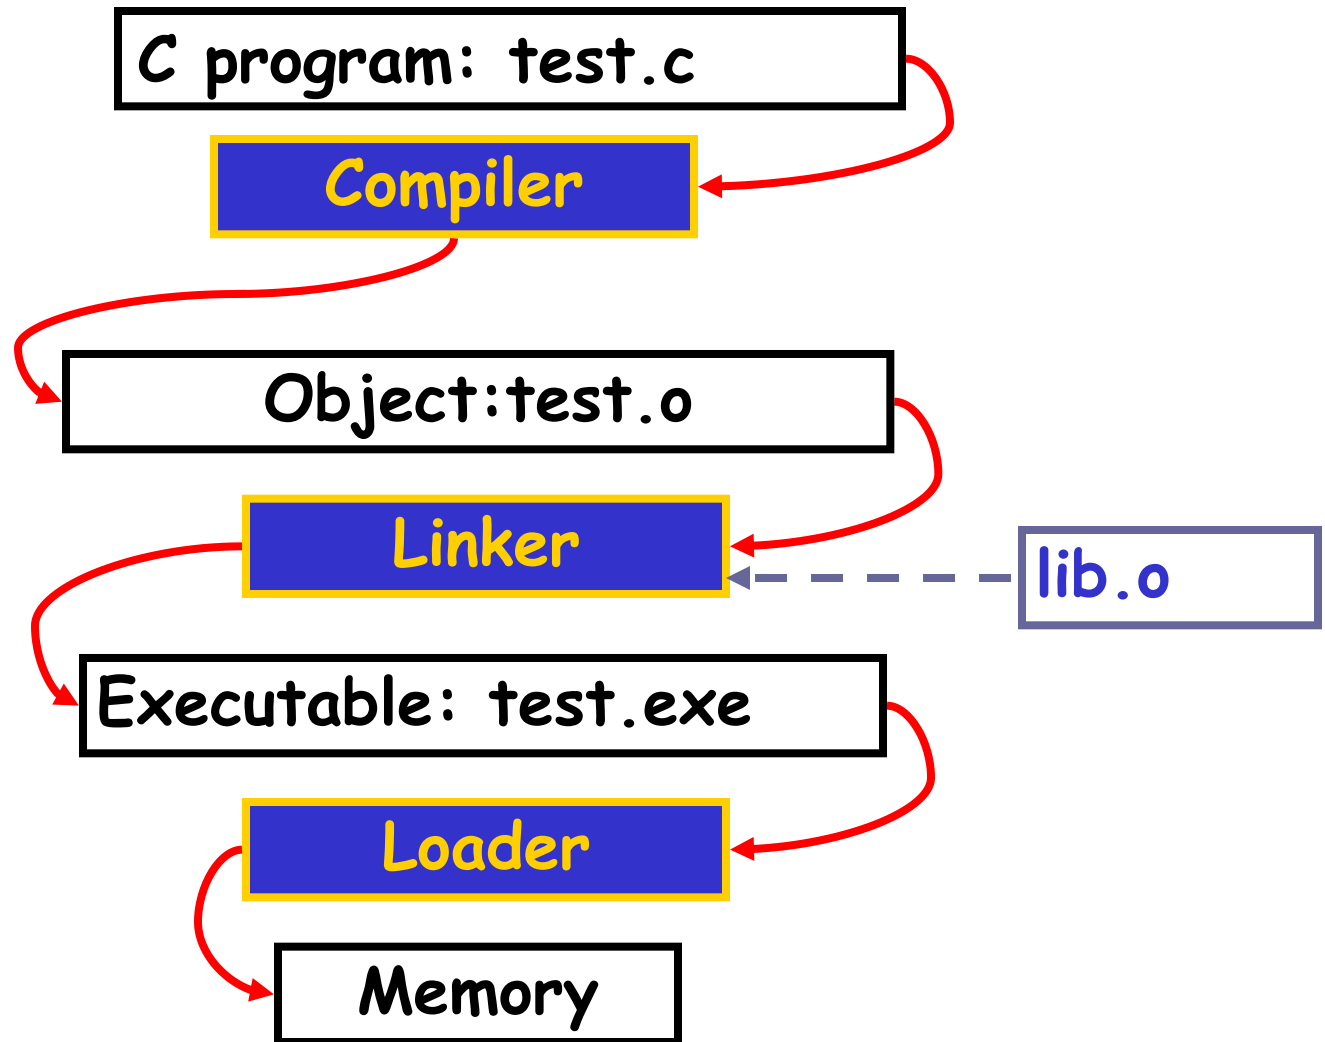 C program: test.c
Compiler
Object:test.o
Linker
lib.o
Executable: test.exe
Loader
Memory